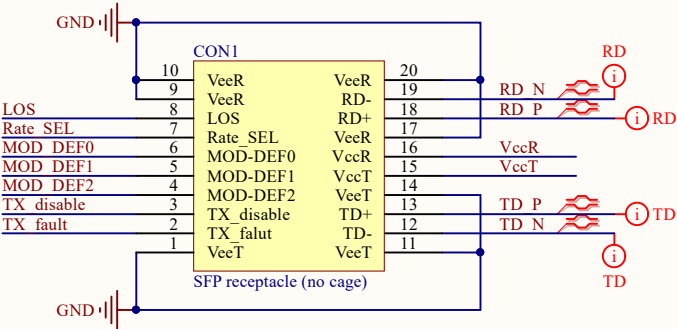 GND
CON1
RD
10 VeeR VeeR 20
9 VeeR RD- 19 RD_N i
LOS 8 LOS RD+ 18 RD_P i RD
Rate_SEL 7 Rate_SEL VeeR 17
MOD_DEF0 6 MOD-DEF0 VccR 16 VccR
MOD_DEF1 5 MOD-DEF1 VccT 15 VccT
MOD_DEF2 4 MOD-DEF2 VeeT 14
TX_disable 3 TX_disable TD+ 13 TD_P i TD
TX_fault 2 TX_falut TD- 12 TD_N
1 VeeT VeeT 11 i
SFP receptacle (no cage) TD
GND